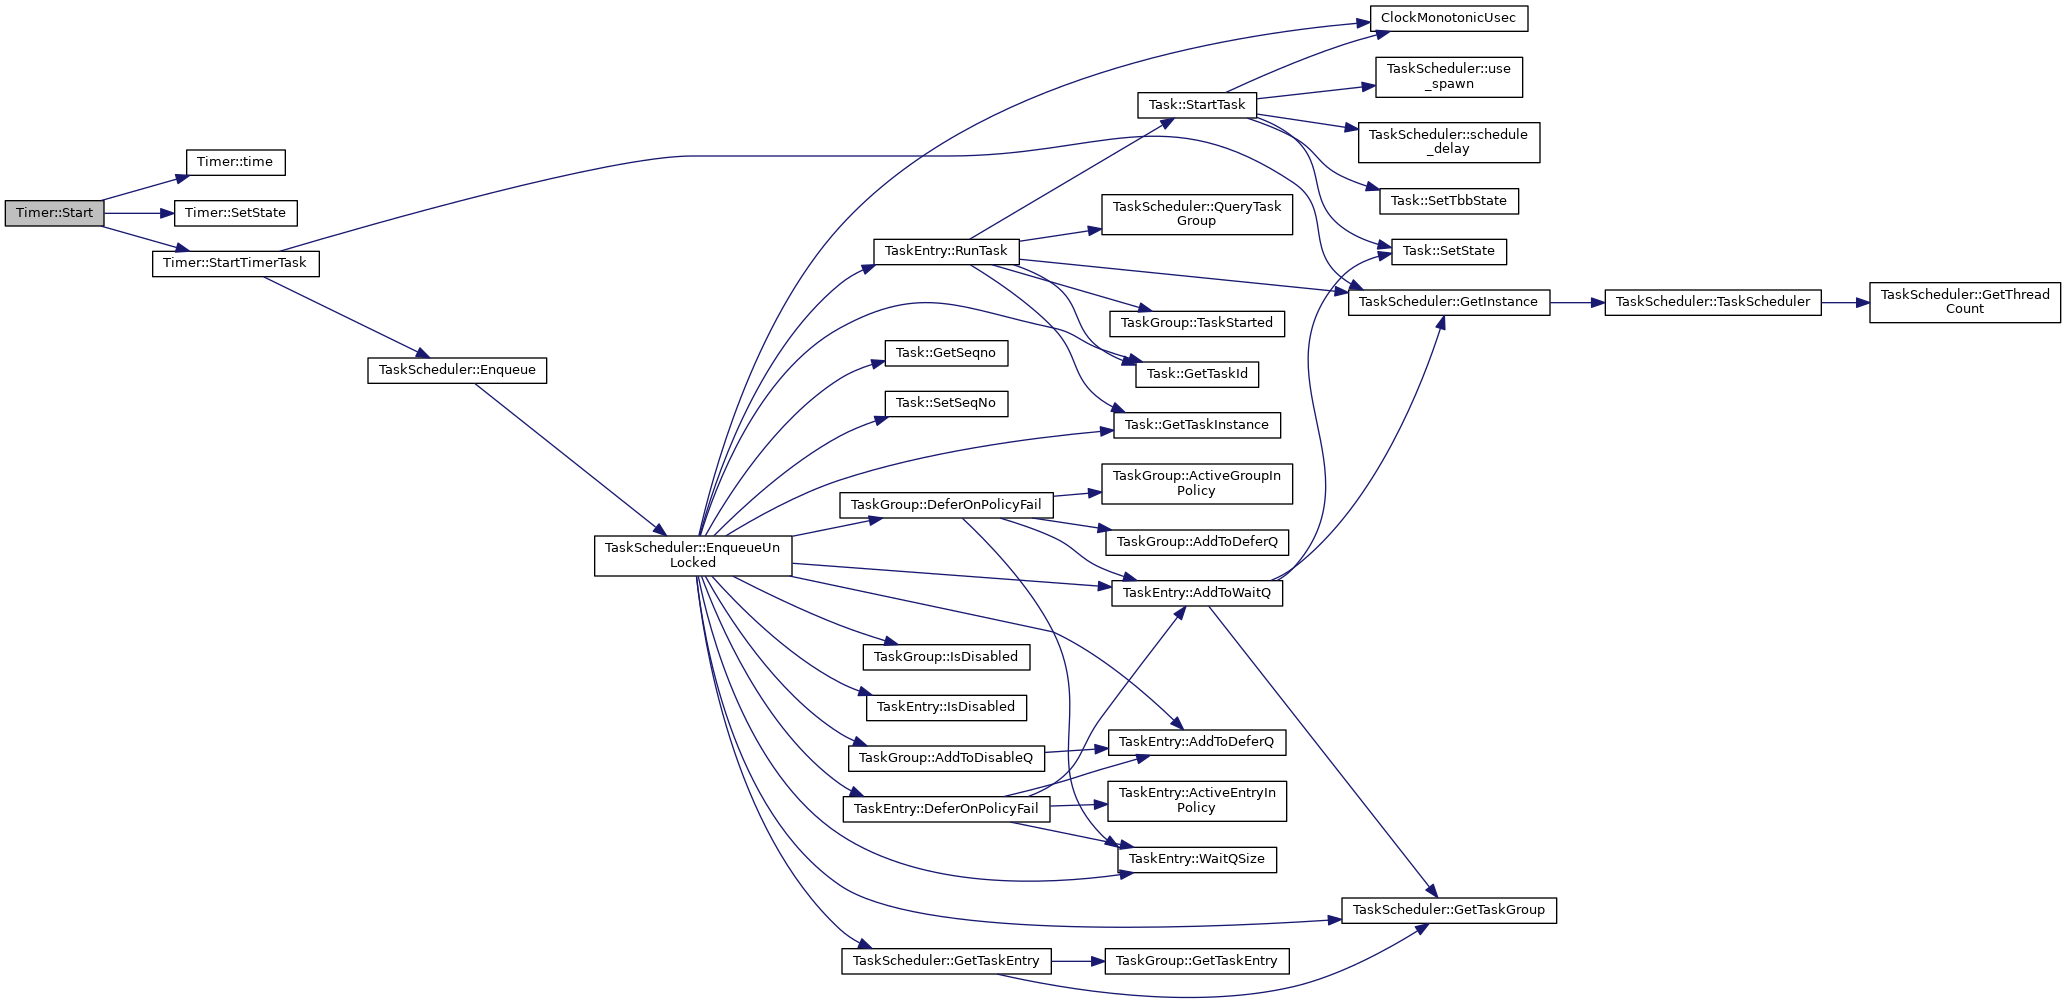 Timer::Start
Timer::time
Timer::SetState
Timer::StartTimerTask
TaskScheduler::Enqueue
TaskScheduler::EnqueueUn
Locked
TaskEntry::RunTask
Task::GetSeqno
Task::SetSeqNo
TaskGroup::DeferOnPolicyFail
TaskGroup::IsDisabled
TaskEntry::IsDisabled
TaskGroup::AddToDisableQ
TaskEntry::DeferOnPolicyFail
TaskScheduler::GetTaskEntry
Task::StartTask
TaskScheduler::QueryTask
Group
TaskGroup::TaskStarted
Task::GetTaskId
Task::GetTaskInstance
TaskGroup::ActiveGroupIn
Policy
TaskGroup::AddToDeferQ
TaskEntry::AddToWaitQ
TaskEntry::AddToDeferQ
TaskEntry::ActiveEntryIn
Policy
TaskEntry::WaitQSize
TaskGroup::GetTaskEntry
ClockMonotonicUsec
TaskScheduler::use
_spawn
TaskScheduler::schedule
_delay
Task::SetTbbState
Task::SetState
TaskScheduler::GetInstance
TaskScheduler::GetTaskGroup
TaskScheduler::TaskScheduler
TaskScheduler::GetThread
Count